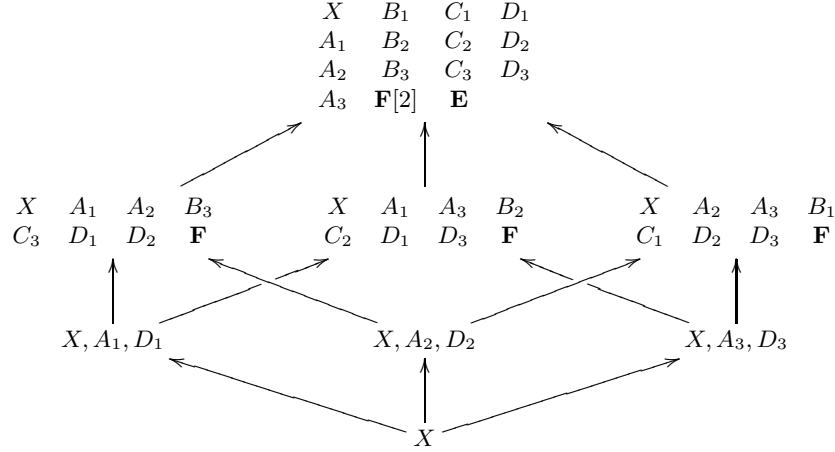 X B₁ C₁ D₁
A₁ B₂ C₂ D₂
A₂ B₃ C₃ D₃
A₃ F[2] E
X A₁ A₂ B₃ X A₁ A₃ B₂ X A₂ A₃ B₁
C₃ D₁ D₂ F C₂ D₁ D₃ F C₁ D₂ D₃ F
X, A₁, D₁ X, A₂, D₂ X, A₃, D₃
X